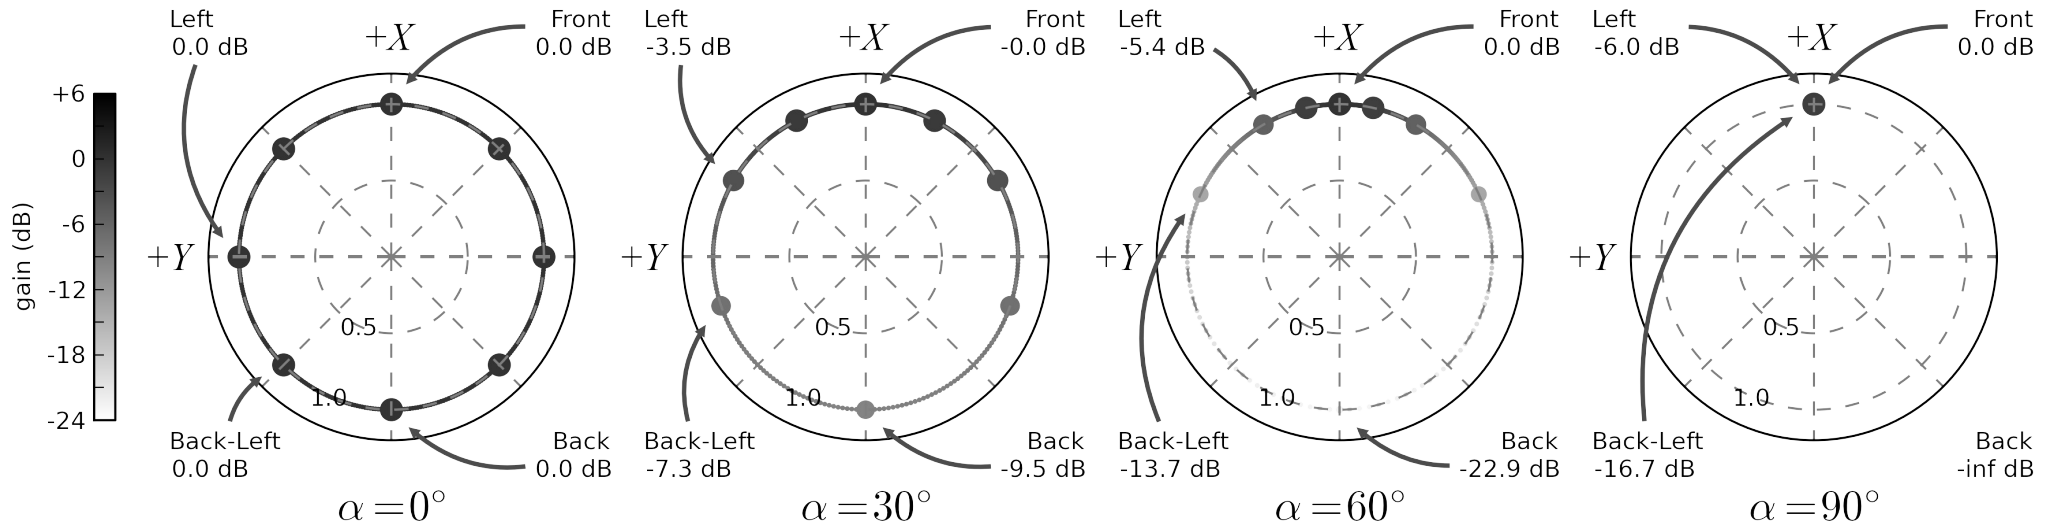 gain (dB)
+6
0
-6
-12
-18
-24
Left
0.0 dB
Front
0.0 dB
+X
+Y
0.5
1.0
Back-Left
0.0 dB
Back
0.0 dB
α=0°
Left
-3.5 dB
Front
-0.0 dB
+X
+Y
0.5
1.0
Back-Left
-7.3 dB
Back
-9.5 dB
α=30°
Left
-5.4 dB
Front
0.0 dB
+X
+Y
0.5
1.0
Back-Left
-13.7 dB
Back
-22.9 dB
α=60°
Left
-6.0 dB
Front
0.0 dB
+X
+Y
0.5
1.0
Back-Left
-16.7 dB
Back
-inf dB
α=90°